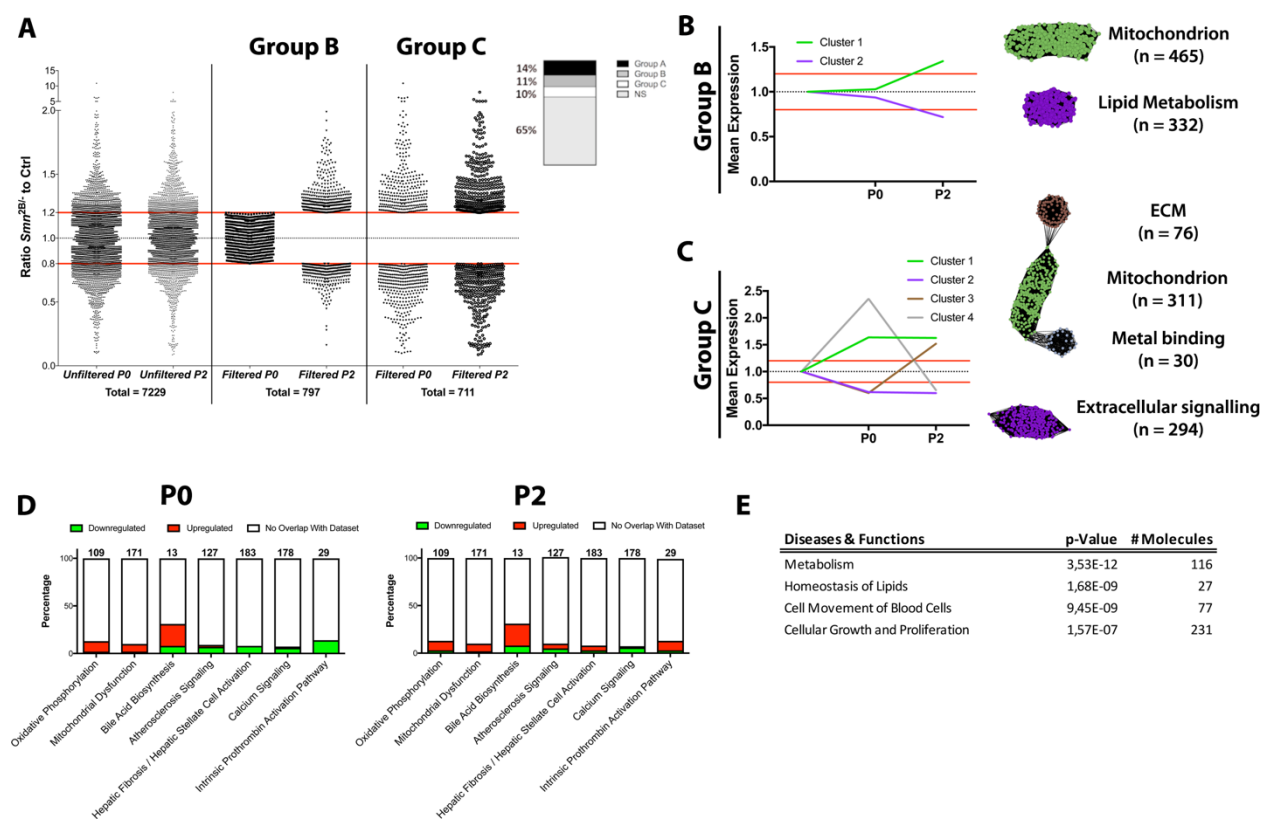 A
Group B
Group C
Ratio Smn2B/- to Ctrl
15
10
5
2.0
1.5
1.2
1.0
0.8
0.5
0.0
Unfiltered P0
Unfiltered P2
Filtered P0
Filtered P2
Filtered P0
Filtered P2
Total = 7229
Total = 797
Total = 711
14%
11%
10%
65%
Group A
Group B
Group C
NS
B
Group B
Mean Expression
1.5
1.0
0.5
0.0
Cluster 1
Cluster 2
P0
P2
Mitochondrion
(n = 465)
Lipid Metabolism
(n = 332)
C
Group C
Mean Expression
2.5
2.0
1.5
1.0
0.5
0.0
Cluster 1
Cluster 2
Cluster 3
Cluster 4
P0
P2
ECM
(n = 76)
Mitochondrion
(n = 311)
Metal binding
(n = 30)
Extracellular signalling
(n = 294)
D
P0
Downregulated
Upregulated
No Overlap With Dataset
Percentage
100
50
0
109
171
13
127
183
178
29
Oxidative Phosphorylation
Mitochondrial Dysfunction
Bile Acid Biosynthesis
Atherosclerosis Signaling
Hepatic Fibrosis / Hepatic Stellate Cell Activation
Calcium Signaling
Intrinsic Prothrombin Activation Pathway
P2
Downregulated
Upregulated
No Overlap With Dataset
Percentage
100
50
0
109
171
13
127
183
178
29
Oxidative Phosphorylation
Mitochondrial Dysfunction
Bile Acid Biosynthesis
Atherosclerosis Signaling
Hepatic Fibrosis / Hepatic Stellate Cell Activation
Calcium Signaling
Intrinsic Prothrombin Activation Pathway
E
Diseases & Functions p-Value # Molecules
Metabolism 3,53E-12 116
Homeostasis of Lipids 1,68E-09 27
Cell Movement of Blood Cells 9,45E-09 77
Cellular Growth and Proliferation 1,57E-07 231